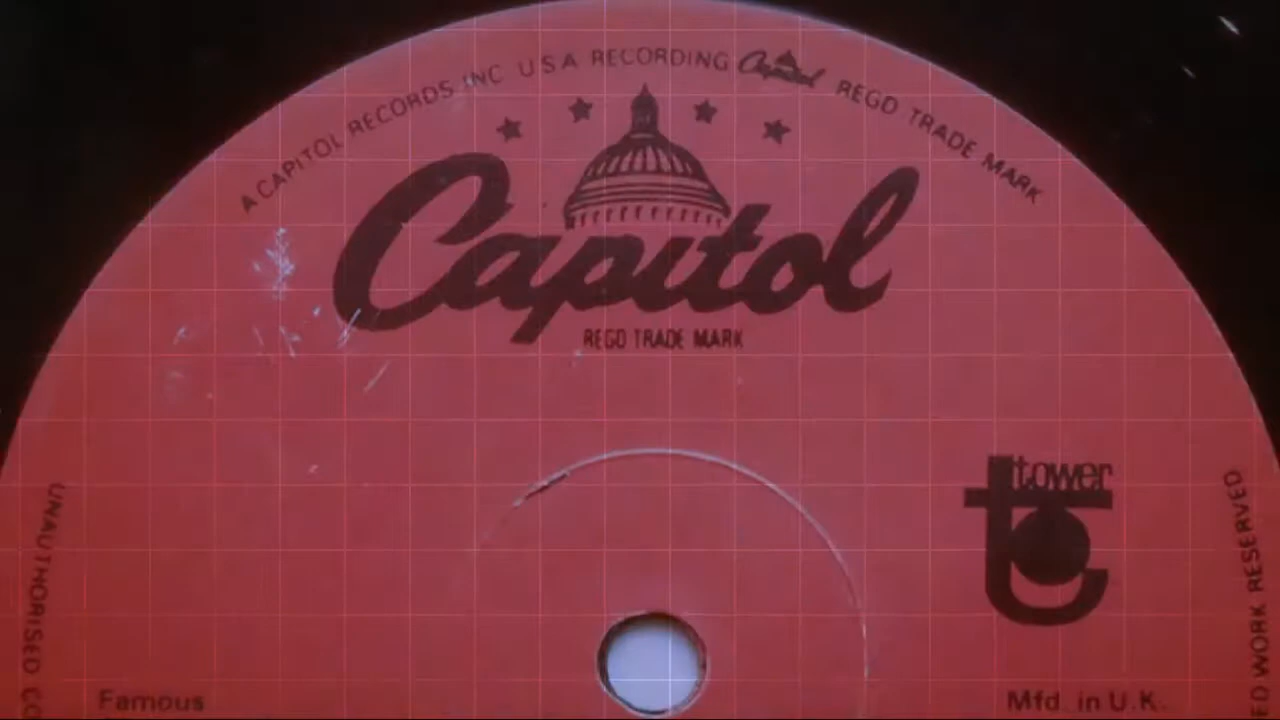 A CAPITOL RECORDS INC U S A RECORDING Capitol REGD TRADE MARK
Capitol
REGD TRADE MARK
tower
UNAUTHORISED
WORK RESERVED
Famous
Mfd. in U.K.